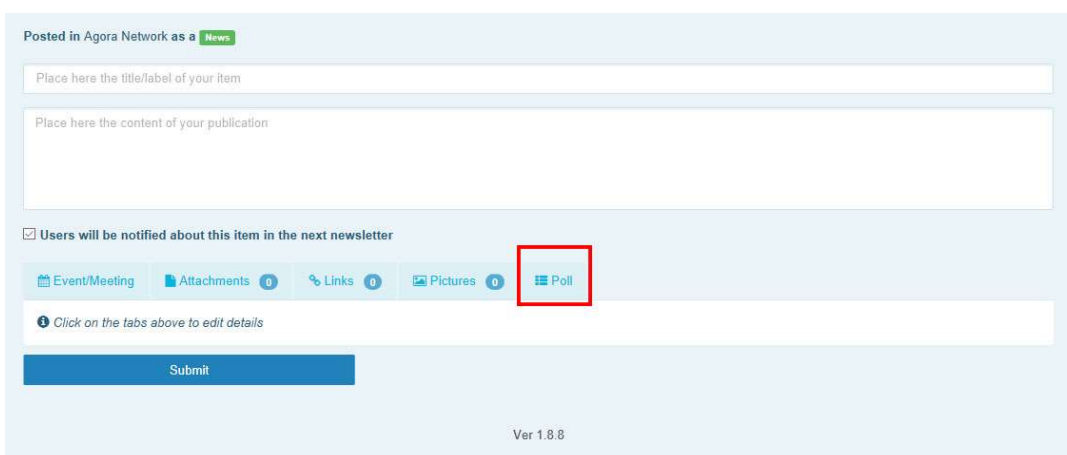 Posted in Agora Network as a News
Place here the title/label of your item
Place here the content of your publication
Users will be notified about this item in the next newsletter
Event/Meeting Attachments 0 Links 0 Pictures 0 Poll
Click on the tabs above to edit details
Submit
Ver 1.8.8